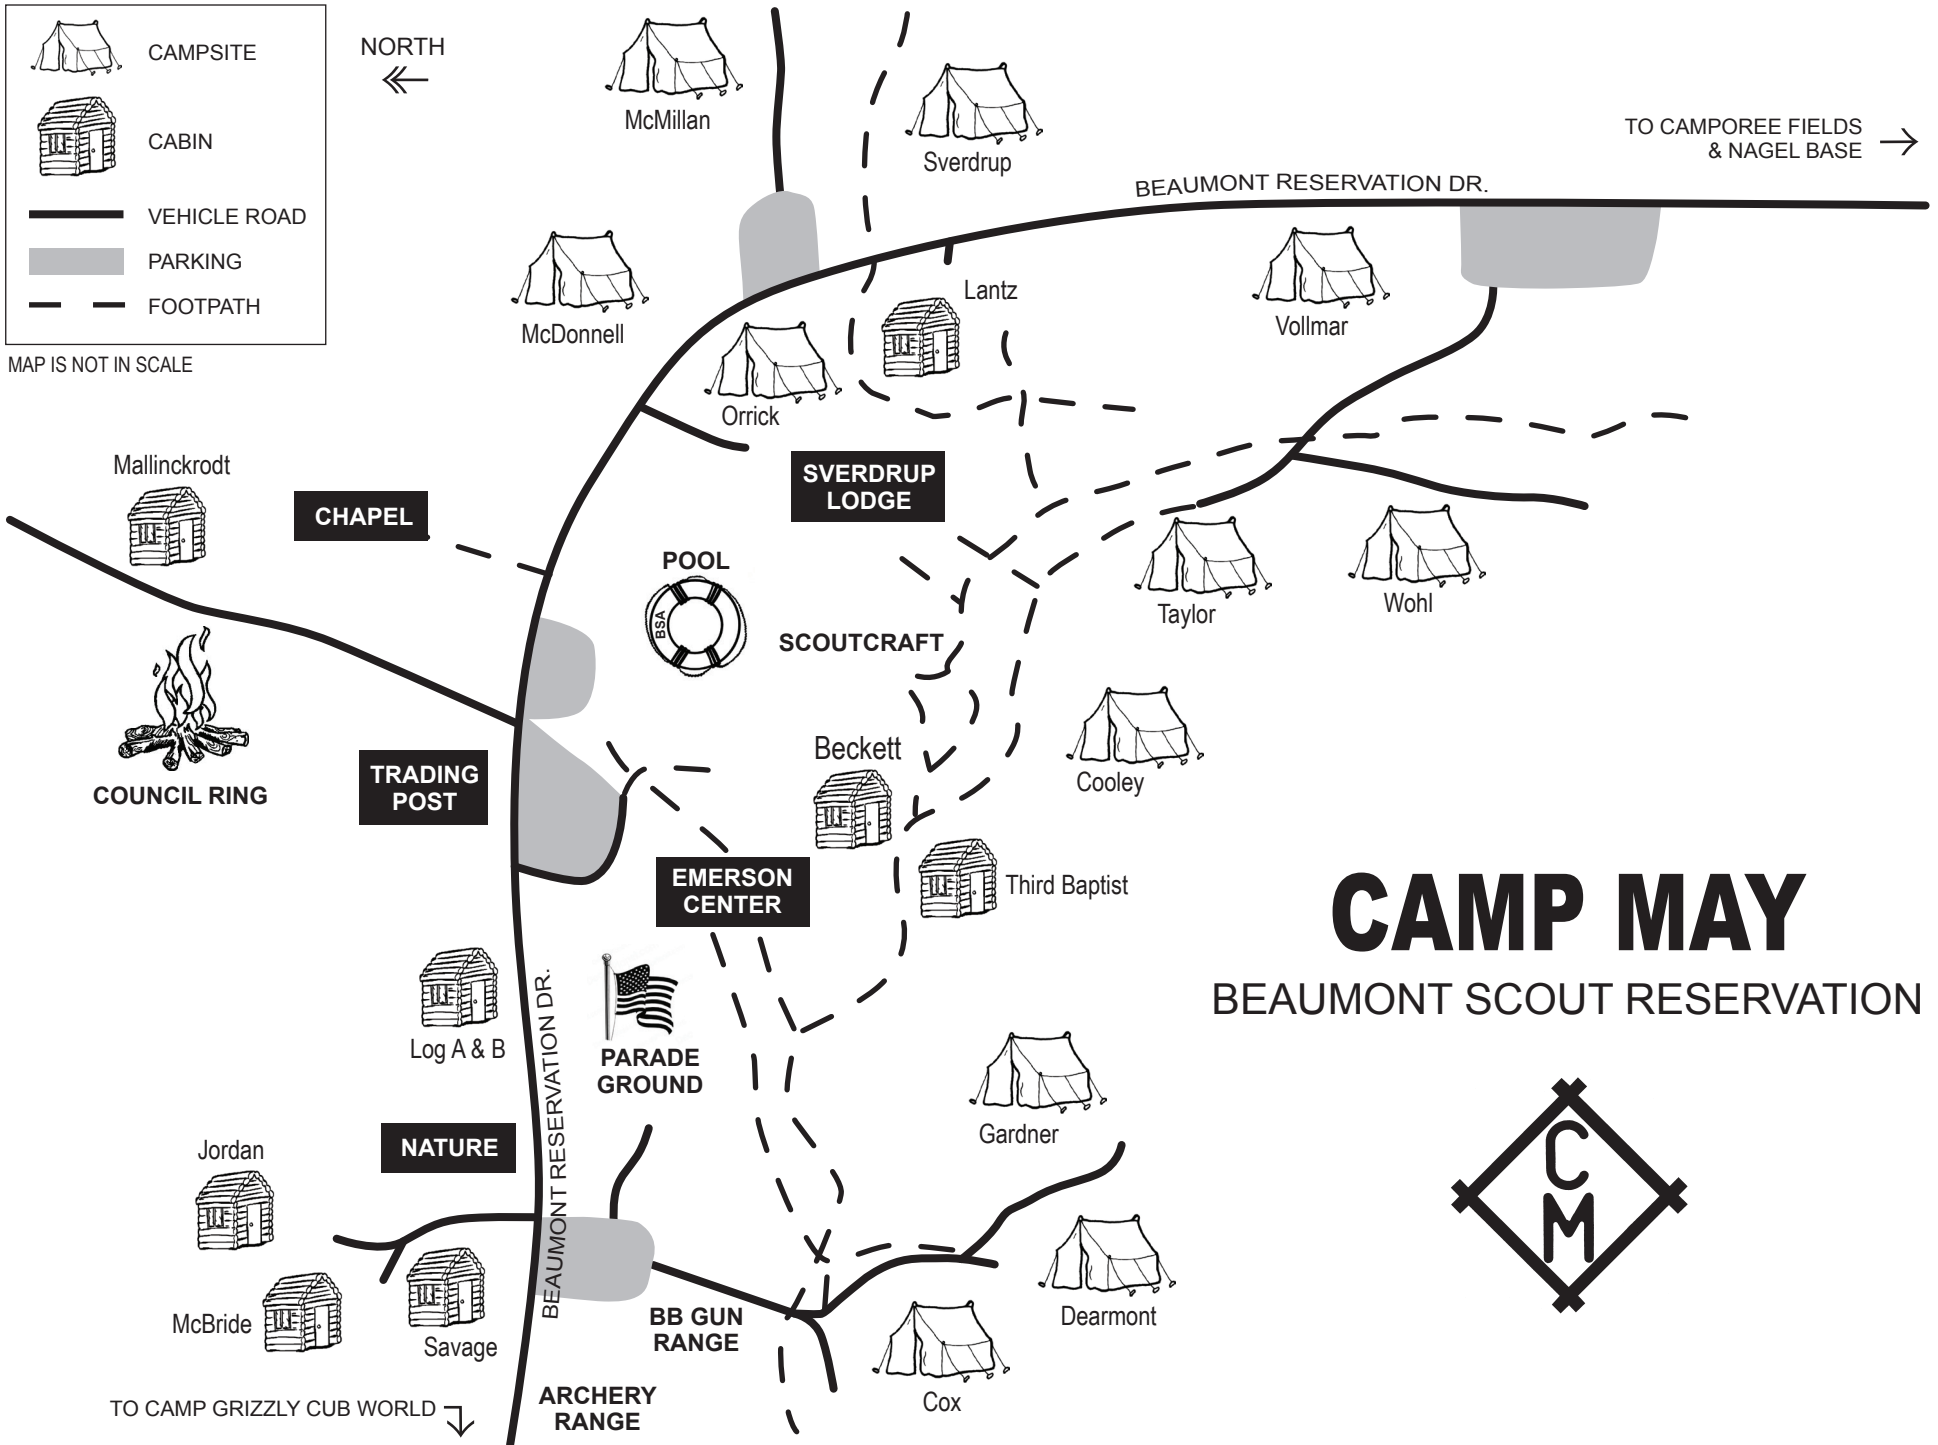 CAMPSITE
CABIN
VEHICLE ROAD
PARKING
FOOTPATH
MAP IS NOT IN SCALE
NORTH
McMillan
Sverdrup
TO CAMPOREE FIELDS
& NAGEL BASE
BEAUMONT RESERVATION DR.
McDonnell
Lantz
Vollmar
Orrick
Mallinckrodt
CHAPEL
SVERDRUP
LODGE
POOL
BSA
SCOUTCRAFT
Taylor
Wohl
COUNCIL RING
TRADING
POST
Beckett
Cooley
EMERSON
CENTER
Third Baptist
CAMP MAY
BEAUMONT SCOUT RESERVATION
Log A & B
PARADE
GROUND
BEAUMONT RESERVATION DR.
Gardner
NATURE
Jordan
McBride
Savage
BB GUN
RANGE
Dearmont
Cox
ARCHERY
RANGE
TO CAMP GRIZZLY CUB WORLD
C
M